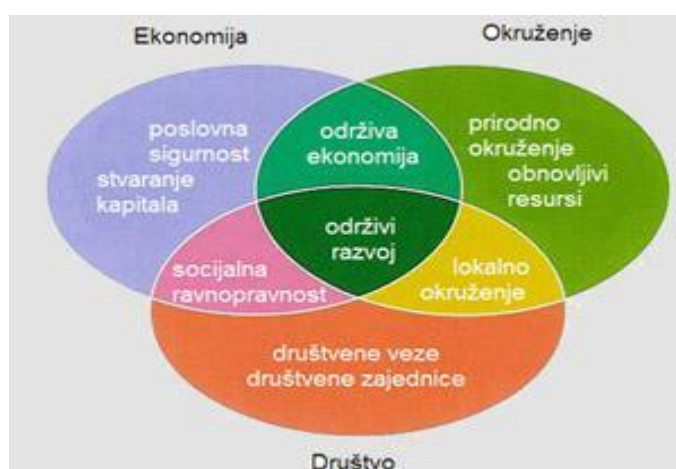 Ekonomija
Okruženje
poslovna
sigurnost
stvaranje
kapitala
održiva
ekonomija
prirodno
okruženje
obnovljivi
resursi
održivi
razvoj
socijalna
ravnopravnost
lokalno
okruženje
društvene veze
društvene zajednice
Društvo